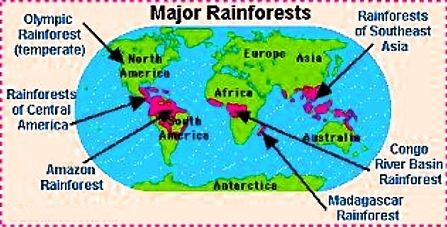 Major Rainforests
Olympic
Rainforest
(temperate)
Rainforests
of Southeast
Asia
North
America
Europe
Asia
Rainforests
of Central
America
Africa
South
America
Australia
Amazon
Rainforest
Congo
River Basin
Rainforest
Antarctica
Madagascar
Rainforest